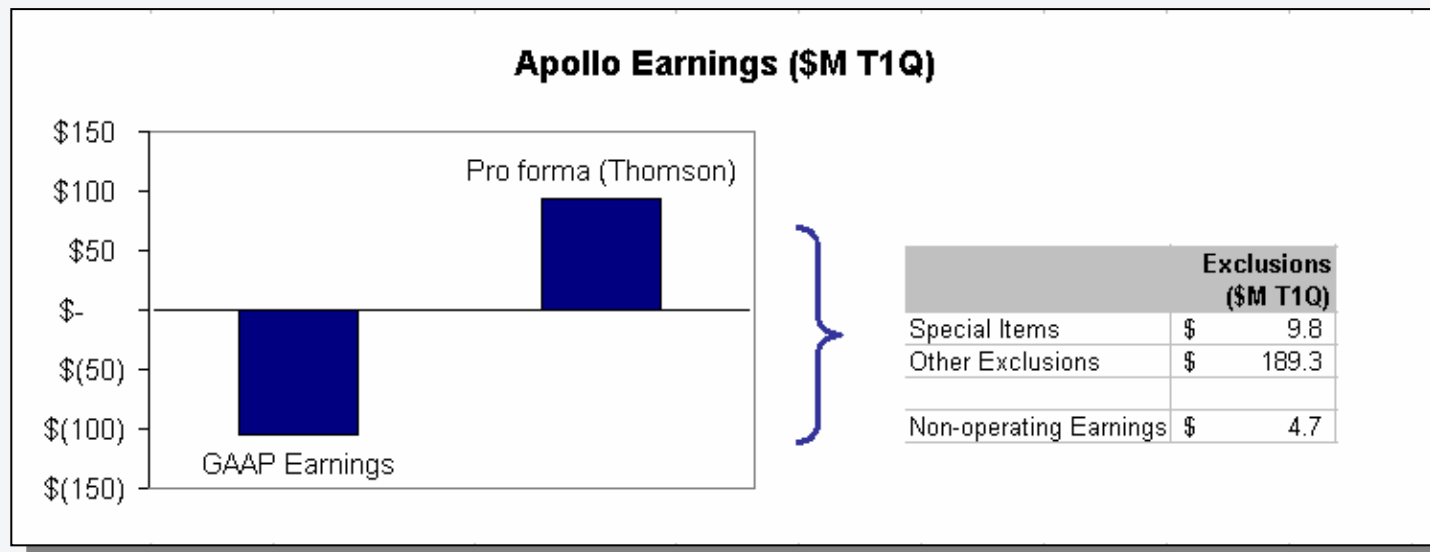 Apollo Earnings ($M T1Q)
$150
$100
$50
$-
$(50)
$(100)
$(150)
Pro forma (Thomson)
GAAP Earnings
Exclusions
($M T1Q)
Special Items $ 9.8
Other Exclusions $ 189.3
Non-operating Earnings $ 4.7